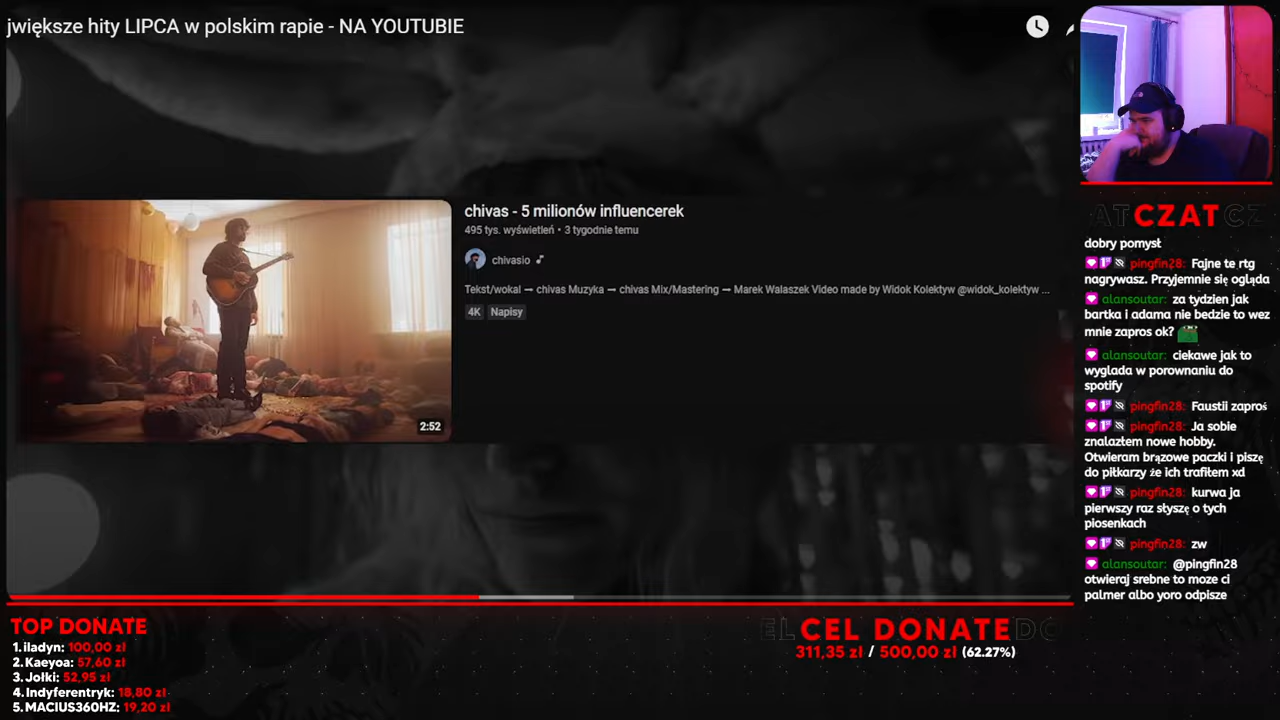 jwiększe hity LIPCA w polskim rapie - NA YOUTUBIE
chivas - 5 milionów influencerek
495 tys. wyświetleń • 3 tygodnie temu
chivasio
Tekst/wokal → chivas Muzyka → chivas Mix/Mastering → Marek Walaszek Video made by Widok Kolektyw @widok_kolektyw ...
4K Napisy
2:52
AT CZAT CZ
dobry pomysł
pingfin28: Fajne te rtg
nagrywasz. Przyjemnie się ogląda
alansoutar: za tydzien jak
bartka i adama nie bedzie to wez
mnie zapros ok?
alansoutar: ciekawe jak to
wyglada w porownaniu do
spotify
pingfin28: Faustii zaproś
pingfin28: Ja sobie
znalazłem nowe hobby.
Otwieram brązowe paczki i piszę
do piłkarzy że ich trafiłem xd
pingfin28: kurwa ja
pierwszy raz słyszę o tych
piosenkach
pingfin28: zw
alansoutar: @pingfin28
otwieraj srebne to moze ci
palmer albo yoro odpisze
TOP DONATE
1. iladyn: 100,00 zł
2. Kaeyoa: 57,60 zł
3. Jołki: 52,95 zł
4. Indyferentryk: 18,80 zł
5. MACIUS360HZ: 19,20 zł
EL CEL DONATE DO
311,35 zł / 500,00 zł (62.27%)